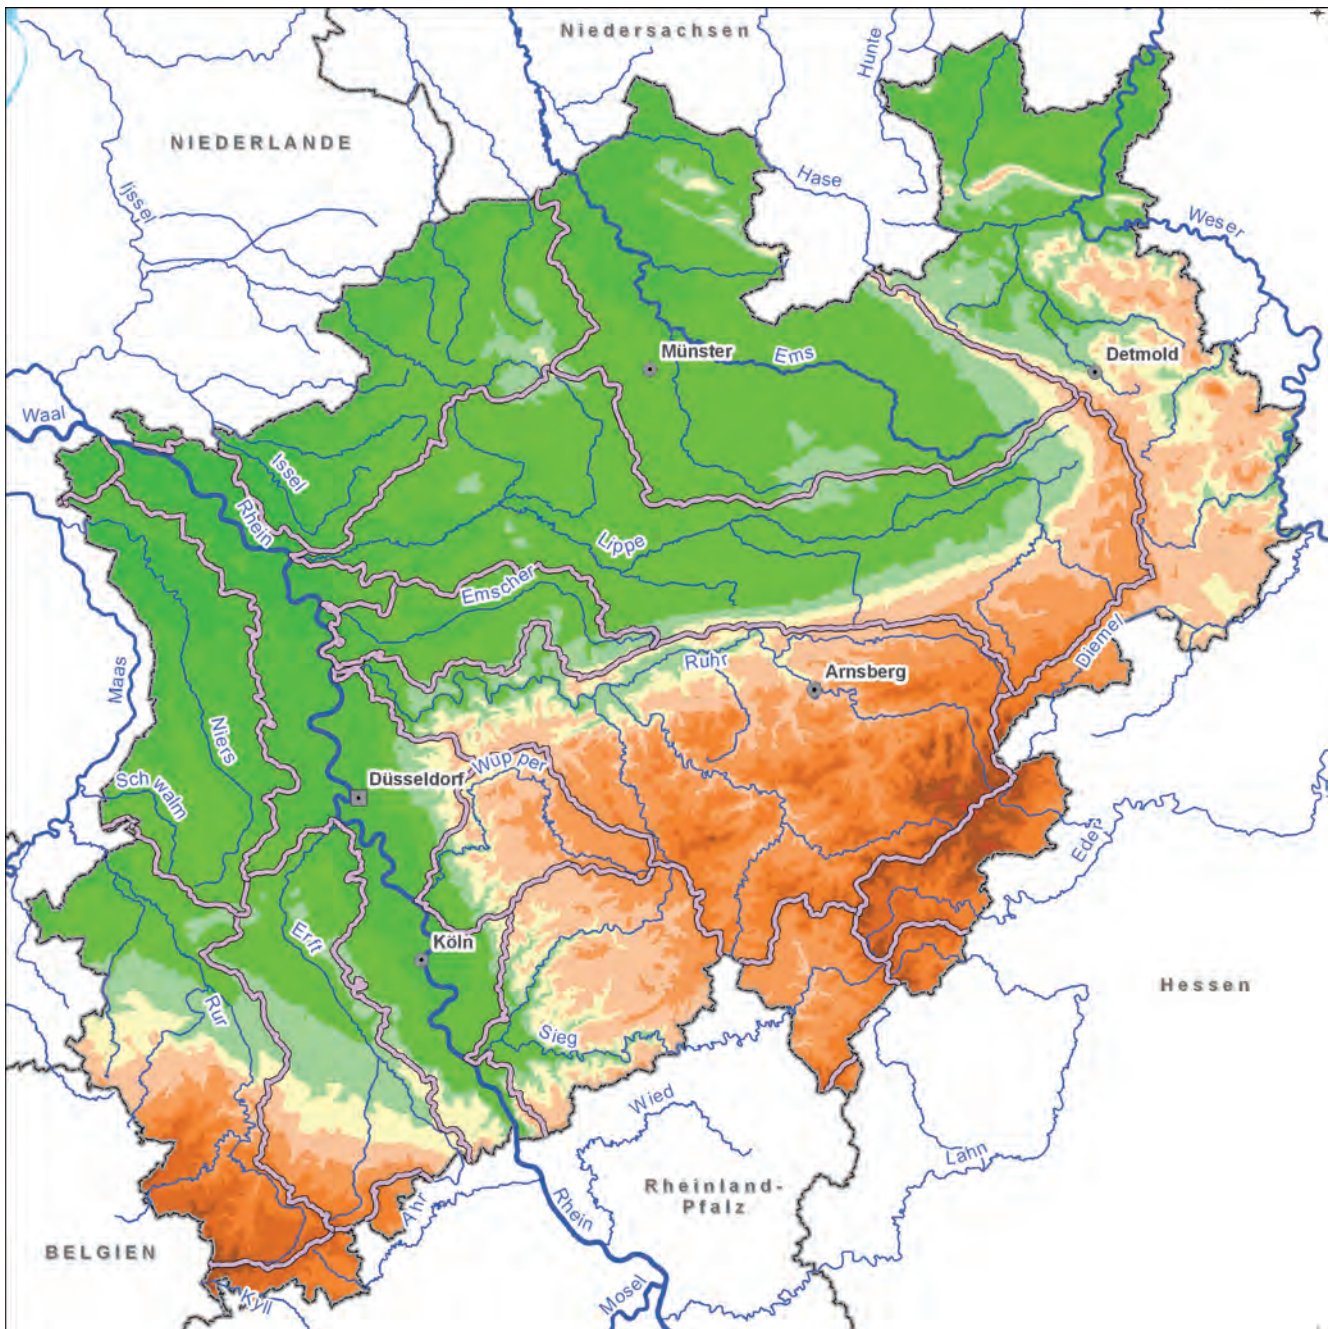 Niedersachsen
Hunte
NIEDERLANDE
Hase
Ijssel
Weser
Münster
Ems
Detmold
Waal
Issel
Rhein
Lippe
Emscher
Diemel
Maas
Ruhr
Arnsberg
Niers
Wup per
Düsseldorf
Sch walm
Eder
Erft
Köln
Hessen
Rur
Sieg
Wied
Lahn
Rheinland-
Pfalz
Ahr
Rhein
BELGIEN
Kyll
Mosel